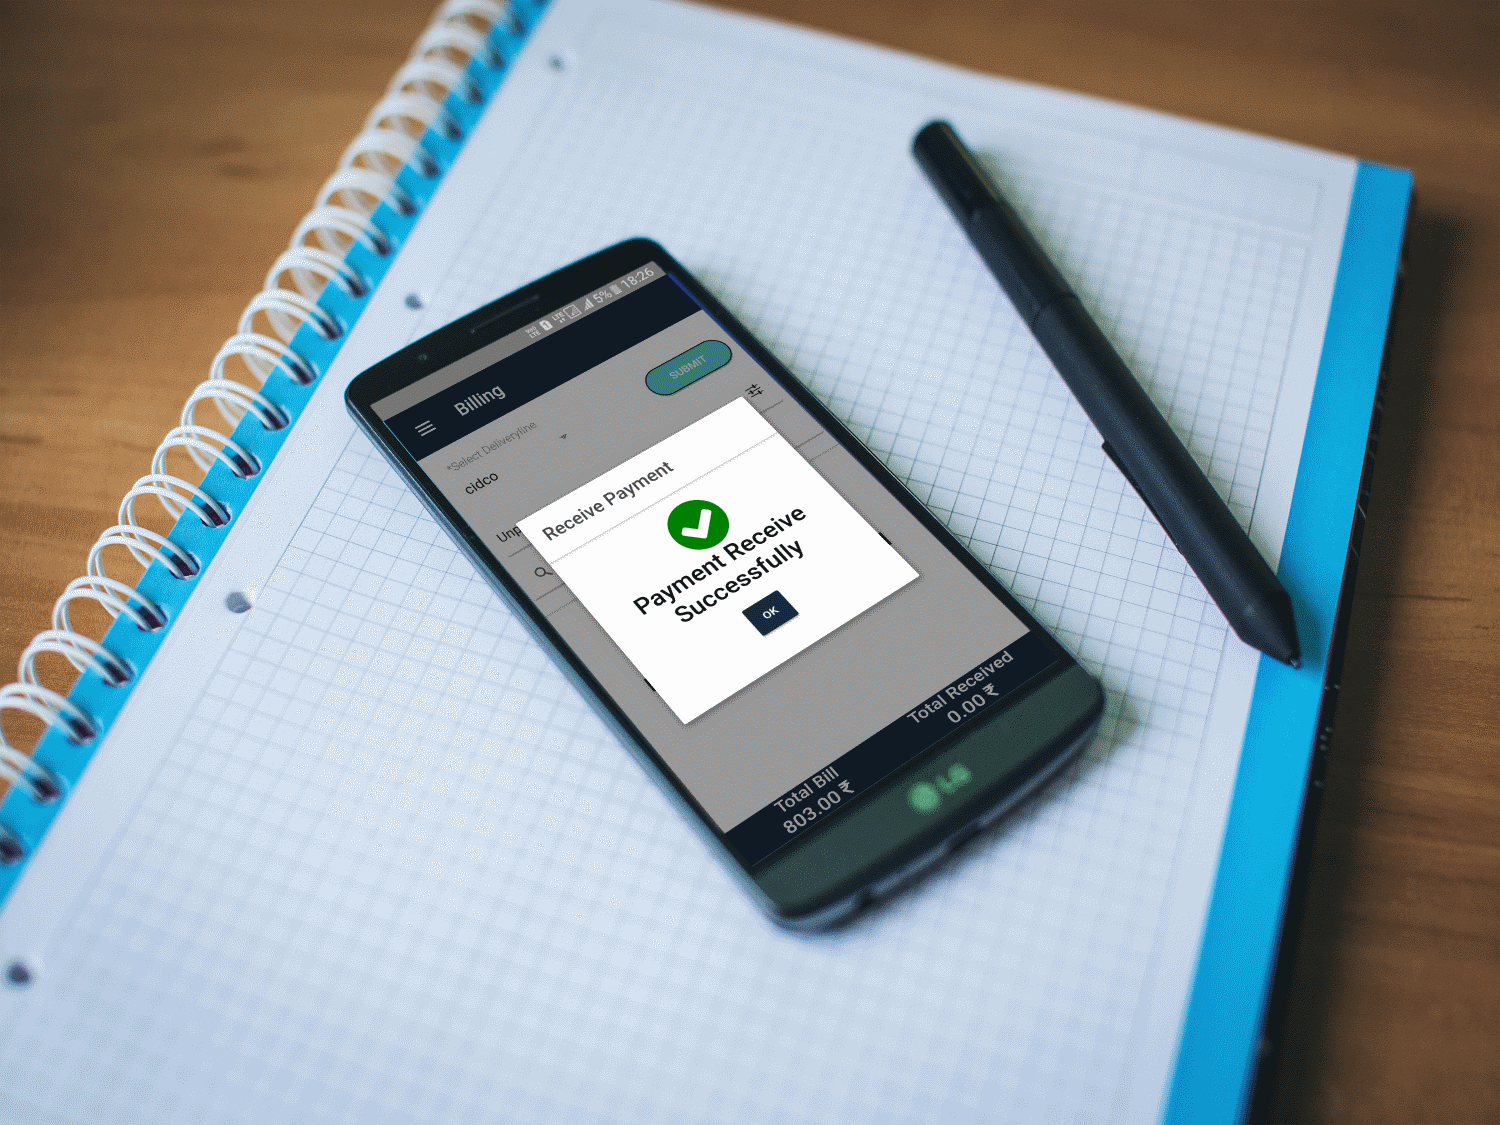 5% 18:26
Billing
SUBMIT
*Select Deliveryline
cidco
Unp
Receive Payment
Payment Receive
Successfully
OK
Total Bill
803.00 ₹
Total Received
0.00 ₹
LG